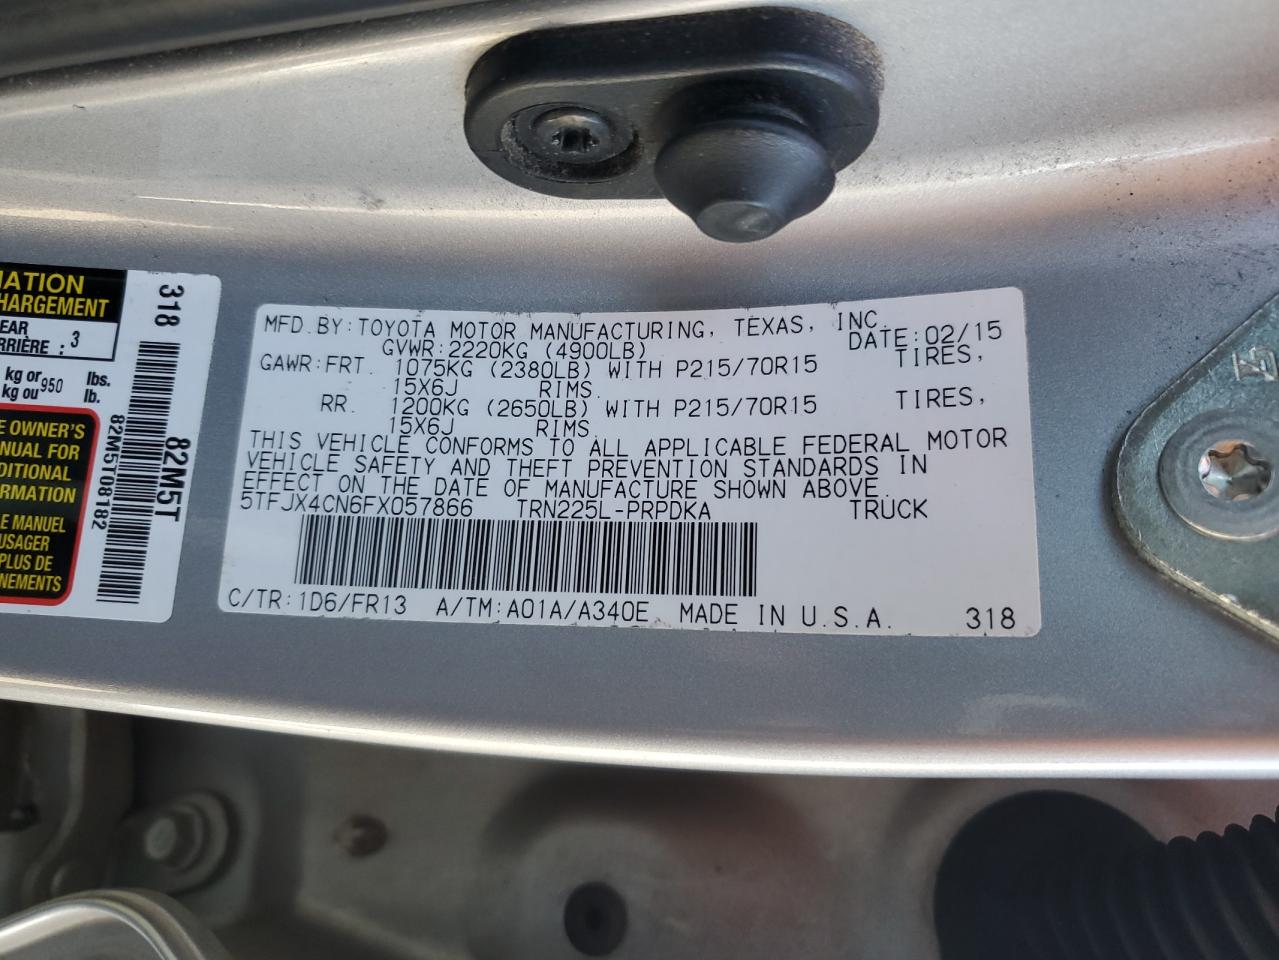 MATION
CHARGEMENT
EAR
RRIÈRE : 3
kg or 950 lbs.
kg ou lb.
E OWNER'S
ANUAL FOR
DDITIONAL
ORMATION
LE MANUEL
USAGER
PLUS DE
NEMENTS
318
82M5T
82M5T08182
MFD. BY: TOYOTA MOTOR MANUFACTURING, TEXAS, INC. DATE: 02/15
GVWR: 2220KG (4900LB)
GAWR: FRT. 1075KG (2380LB) WITH P215/70R15 TIRES,
15X6J RIMS
RR. 1200KG (2650LB) WITH P215/70R15 TIRES,
15X6J RIMS.
THIS VEHICLE CONFORMS TO ALL APPLICABLE FEDERAL MOTOR
VEHICLE SAFETY AND THEFT PREVENTION STANDARDS IN
EFFECT ON THE DATE OF MANUFACTURE SHOWN ABOVE.
5TFJX4CN6FX057866 TRN225L-PRPDKA TRUCK
C/TR: 1D6/FR13 A/TM: A01A/A340E MADE IN U.S.A. 318